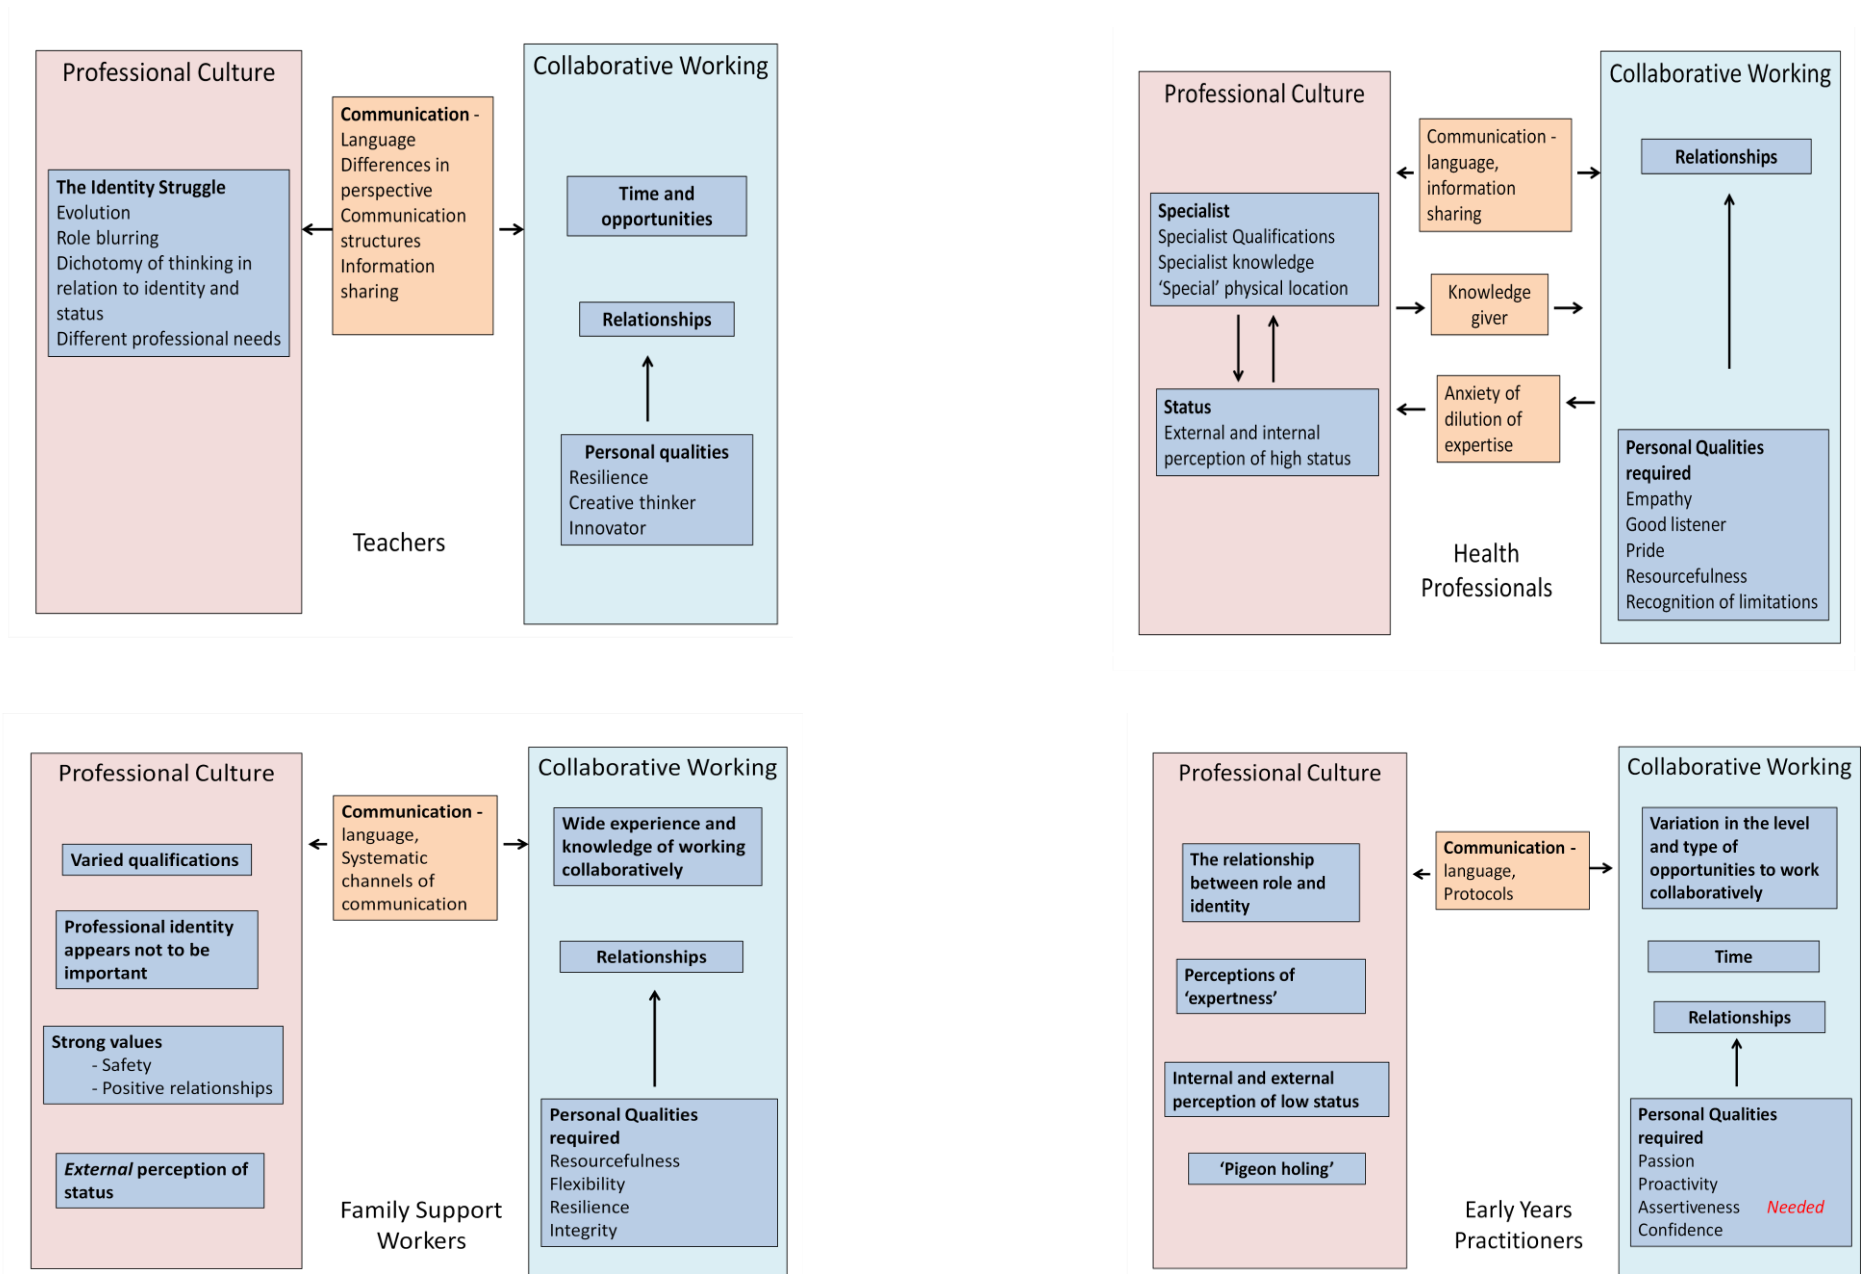 Professional Culture
The Identity Struggle
Evolution
Role blurring
Dichotomy of thinking in
relation to identity and
status
Different professional needs
Communication -
Language
Differences in
perspective
Communication
structures
Information
sharing
Collaborative Working
Time and
opportunities
Relationships
Personal qualities
Resilience
Creative thinker
Innovator
Teachers
Professional Culture
Specialist
Specialist Qualifications
Specialist knowledge
‘Special’ physical location
Status
External and internal
perception of high status
Communication -
language,
information
sharing
Knowledge
giver
Anxiety of
dilution of
expertise
Collaborative Working
Relationships
Personal Qualities
required
Empathy
Good listener
Pride
Resourcefulness
Recognition of limitations
Health
Professionals
Professional Culture
Varied qualifications
Professional identity
appears not to be
important
Strong values
- Safety
- Positive relationships
External perception of
status
Communication -
language,
Systematic
channels of
communication
Collaborative Working
Wide experience and
knowledge of working
collaboratively
Relationships
Personal Qualities
required
Resourcefulness
Flexibility
Resilience
Integrity
Family Support
Workers
Professional Culture
The relationship
between role and
identity
Perceptions of
‘expertness’
Internal and external
perception of low status
‘Pigeon holing’
Communication -
language,
Protocols
Collaborative Working
Variation in the level
and type of
opportunities to work
collaboratively
Time
Relationships
Personal Qualities
required
Passion
Proactivity
Assertiveness Needed
Confidence
Early Years
Practitioners